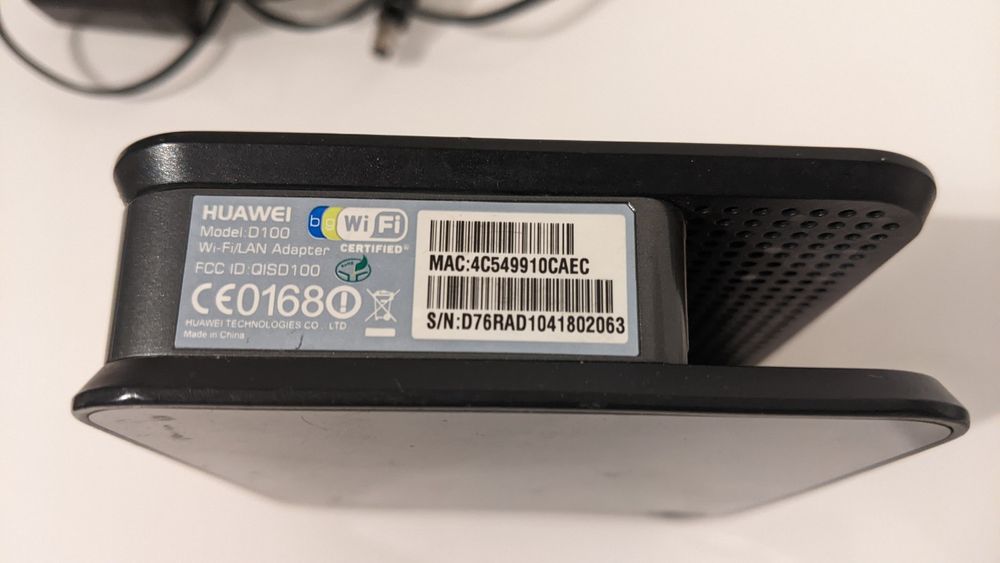 HUAWEI
Model:D100
Wi-Fi/LAN Adapter
FCC ID:QISD100
CE0168
HUAWEI TECHNOLOGIES CO., LTD
Made in China
b g Wi Fi
CERTIFIED®
MAC:4C549910CAEC
S/N:D76RAD1041802063